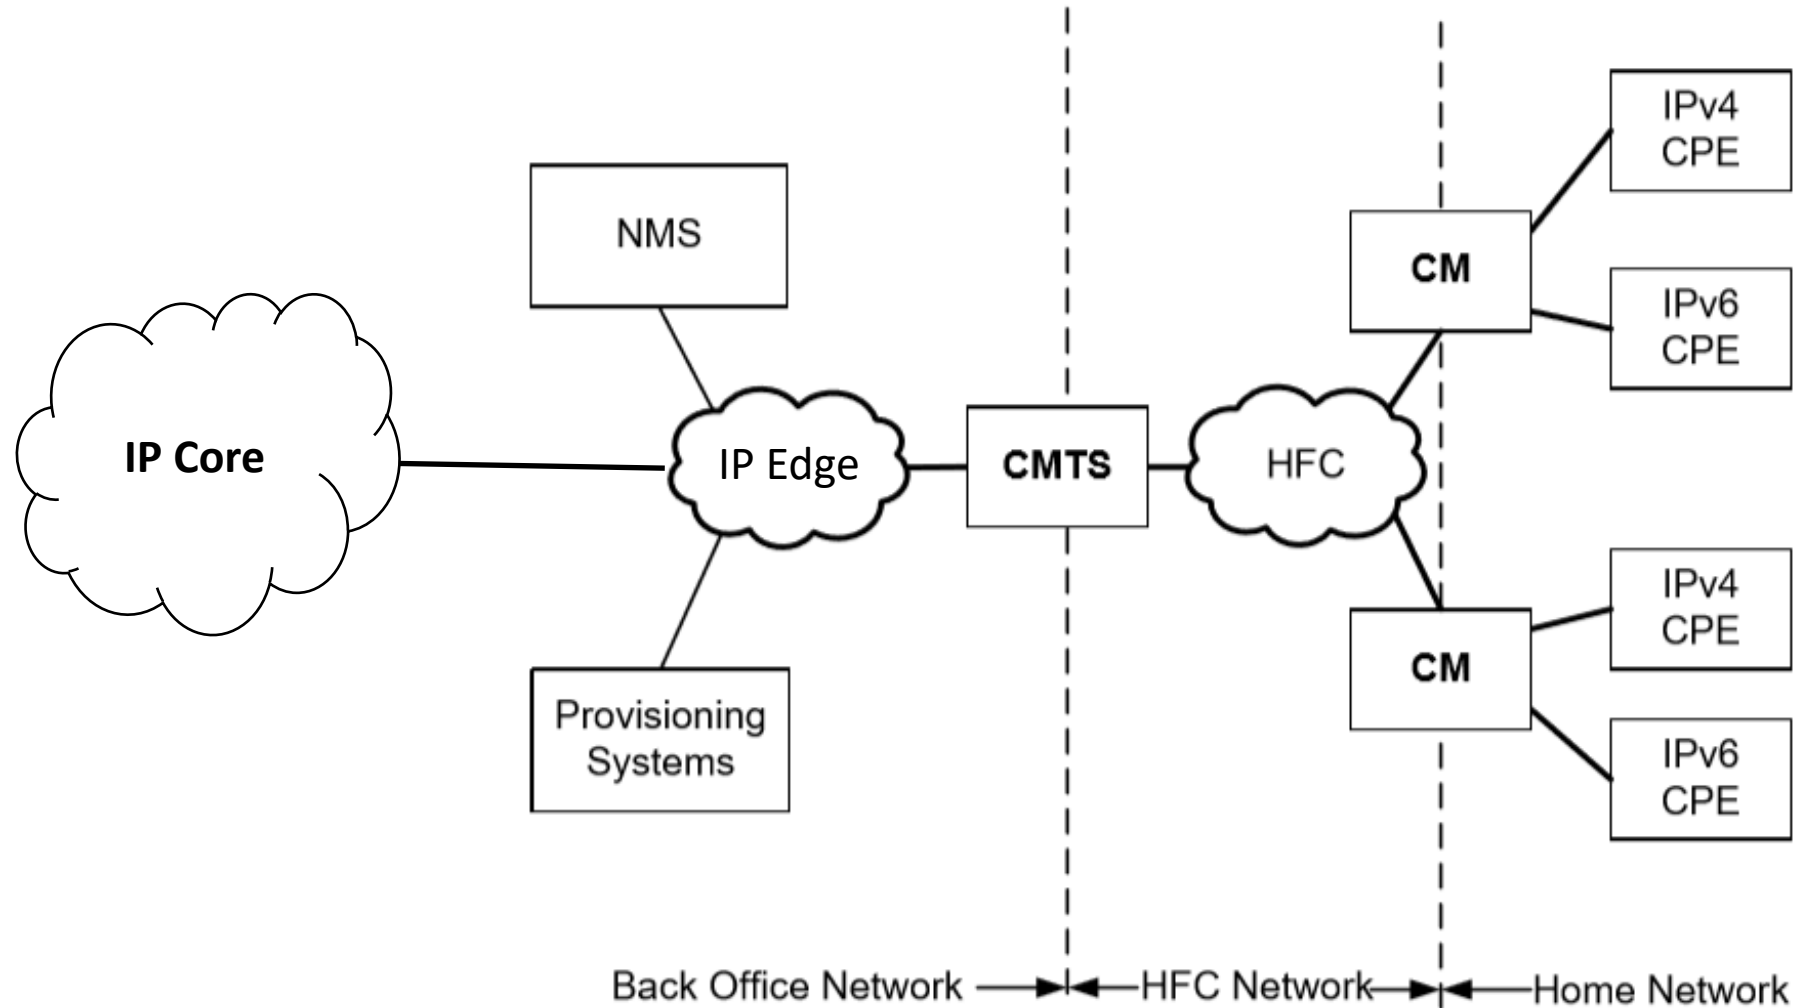 IPv4
CPE
NMS
CM
IPv6
CPE
IP Core
IP Edge
CMTS
HFC
IPv4
CPE
CM
Provisioning
Systems
IPv6
CPE
Back Office Network
HFC Network
Home Network